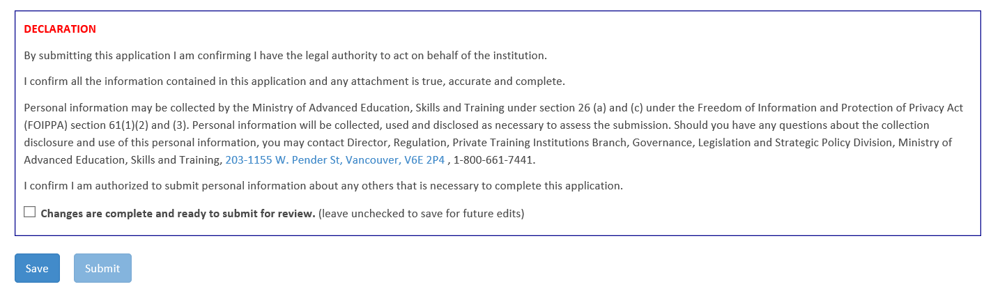 DECLARATION
By submitting this application I am confirming I have the legal authority to act on behalf of the institution.
I confirm all the information contained in this application and any attachment is true, accurate and complete.
Personal information may be collected by the Ministry of Advanced Education, Skills and Training under section 26 (a) and (c) under the Freedom of Information and Protection of Privacy Act
(FOIPPA) section 61(1)(2) and (3). Personal information will be collected, used and disclosed as necessary to assess the submission. Should you have any questions about the collection
disclosure and use of this personal information, you may contact Director, Regulation, Private Training Institutions Branch, Governance, Legislation and Strategic Policy Division, Ministry of
Advanced Education, Skills and Training, 203-1155 W. Pender St, Vancouver, V6E 2P4 , 1-800-661-7441.
I confirm I am authorized to submit personal information about any others that is necessary to complete this application.
Changes are complete and ready to submit for review. (leave unchecked to save for future edits)
Save Submit